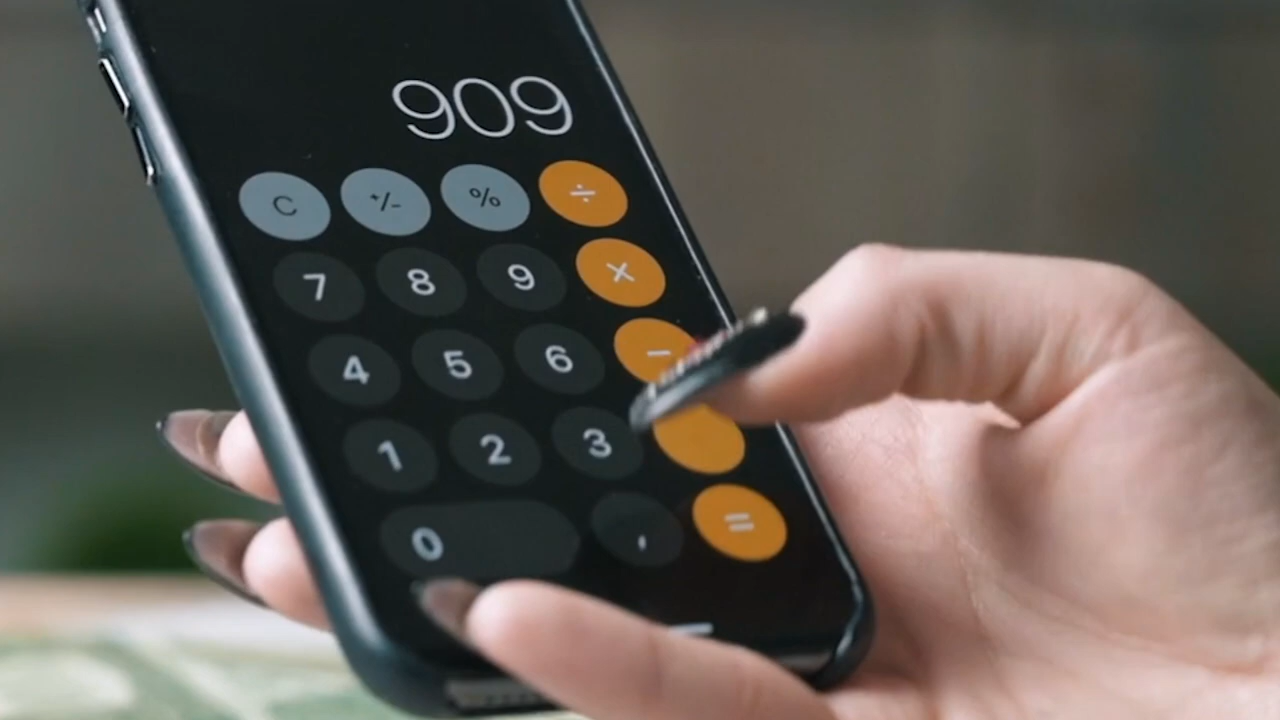 909
C +/- % ÷
7 8 9 ×
4 5 6 −
1 2 3
0 , =